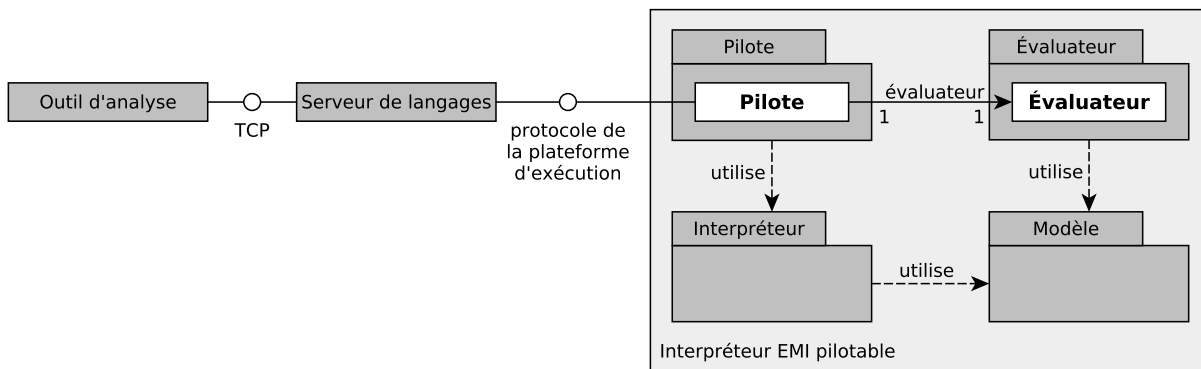 Outil d'analyse
TCP
Serveur de langages
protocole de
la plateforme
d'exécution
Pilote
Pilote
évaluateur
1
1
Évaluateur
Évaluateur
utilise
utilise
Interpréteur
utilise
Modèle
Interpréteur EMI pilotable